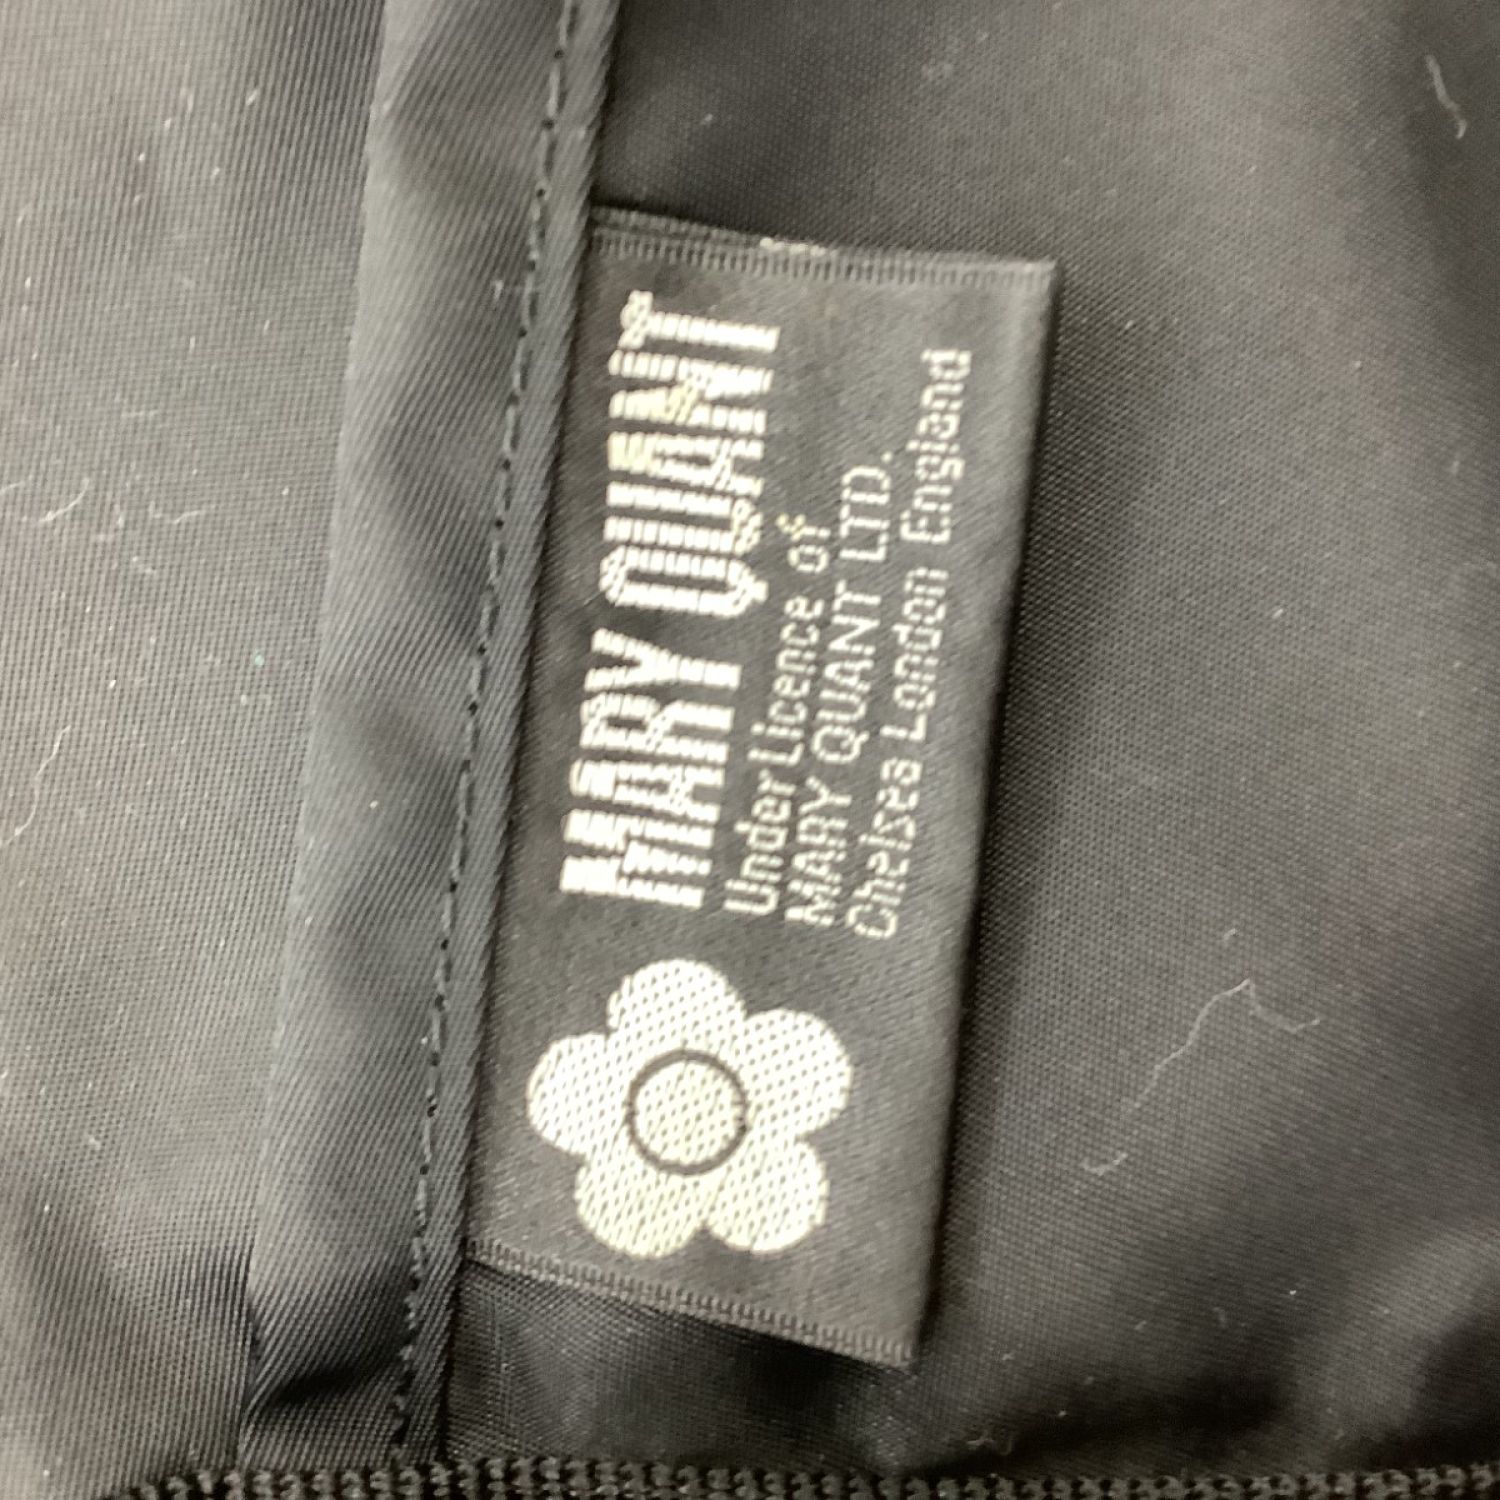 MARY QUANT
Under Licence of
MARY QUANT LTD.
Chelsea London England